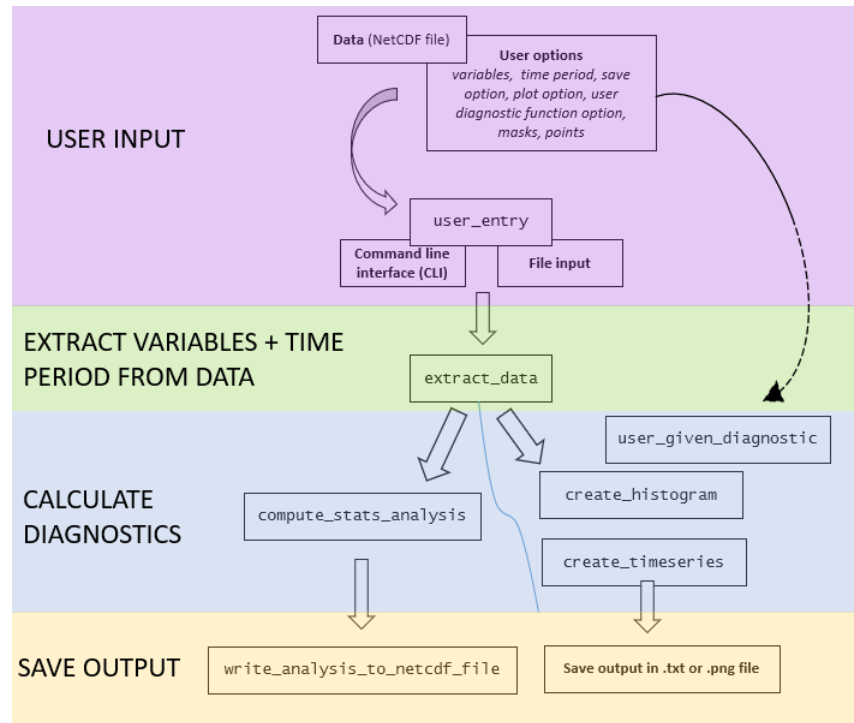 Data (NetCDF file)
User options
variables, time period, save
option, plot option, user
diagnostic function option,
masks, points
USER INPUT
user_entry
Command line
interface (CLI)
File input
EXTRACT VARIABLES + TIME
PERIOD FROM DATA
extract_data
user_given_diagnostic
CALCULATE
DIAGNOSTICS
compute_stats_analysis
create_histogram
create_timeseries
SAVE OUTPUT
write_analysis_to_netcdf_file
Save output in .txt or .png file